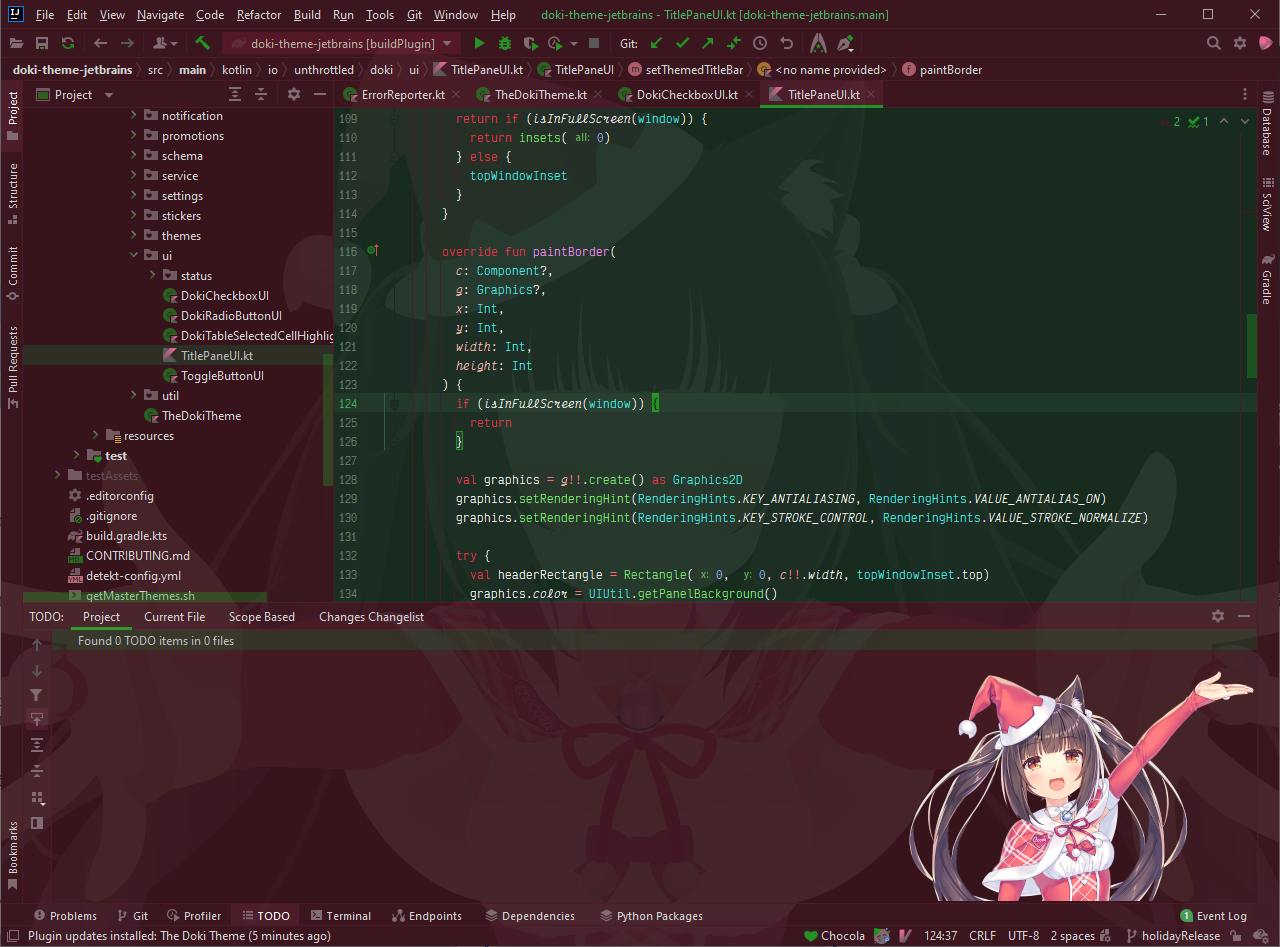 File Edit View Navigate Code Refactor Build Run Tools Git Window Help doki-theme-jetbrains - TitlePaneUI.kt [doki-theme-jetbrains.main]
doki-theme-jetbrains [buildPlugin] Git:
doki-theme-jetbrains src main kotlin io unthrottled doki ui TitlePaneUI.kt TitlePaneUI setThemedTitleBar <no name provided> paintBorder
Project
ErrorReporter.kt TheDokiTheme.kt DokiCheckboxUI.kt TitlePaneUI.kt
Project
Structure
Commit
Pull Requests
Bookmarks
notification
promotions
schema
service
settings
stickers
themes
ui
status
DokiCheckboxUI
DokiRadioButtonUI
DokiTableSelectedCellHighlig
TitlePaneUI.kt
ToggleButtonUI
util
TheDokiTheme
resources
test
testAssets
.editorconfig
.gitignore
build.gradle.kts
CONTRIBUTING.md
detekt-config.yml
getMasterThemes.sh
109 return if (isInFullScreen(window)) {
110 return insets( all: 0)
111 } else {
112 topWindowInset
113 }
114 }
115
116 override fun paintBorder(
117 c: Component?,
118 g: Graphics?,
119 x: Int,
120 y: Int,
121 width: Int,
122 height: Int
123 ) {
124 if (isInFullScreen(window)) {
125 return
126 }
127
128 val graphics = g!!.create() as Graphics2D
129 graphics.setRenderingHint(RenderingHints.KEY_ANTIALIASING, RenderingHints.VALUE_ANTIALIAS_ON)
130 graphics.setRenderingHint(RenderingHints.KEY_STROKE_CONTROL, RenderingHints.VALUE_STROKE_NORMALIZE)
131
132 try {
133 val headerRectangle = Rectangle( x: 0, y: 0, c!!.width, topWindowInset.top)
134 graphics.color = UIUtil.getPanelBackground()
2 1
Database
SciView
Gradle
TODO: Project Current File Scope Based Changes Changelist
Found 0 TODO items in 0 files
Problems Git Profiler TODO Terminal Endpoints Dependencies Python Packages 1 Event Log
Plugin updates installed: The Doki Theme (5 minutes ago) Chocola 124:37 CRLF UTF-8 2 spaces holidayRelease